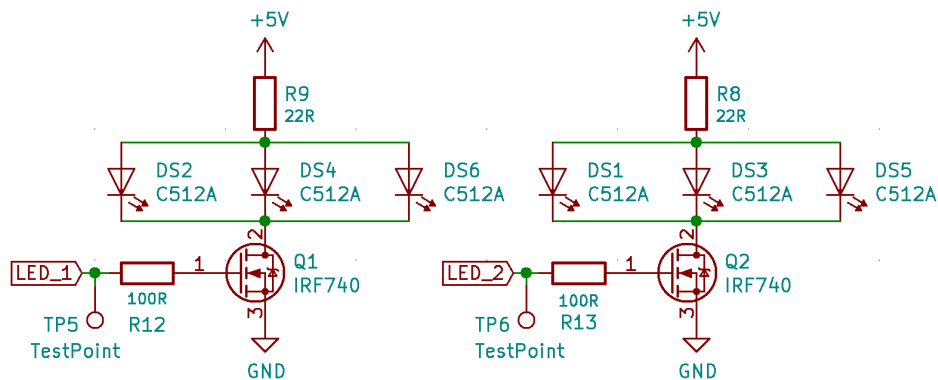 +5V
R9
22R
DS2
C512A
DS4
C512A
DS6
C512A
2
LED_1
1
Q1
IRF740
100R
R12
3
TP5
TestPoint
GND
+5V
R8
22R
DS1
C512A
DS3
C512A
DS5
C512A
2
LED_2
1
Q2
IRF740
100R
R13
3
TP6
TestPoint
GND